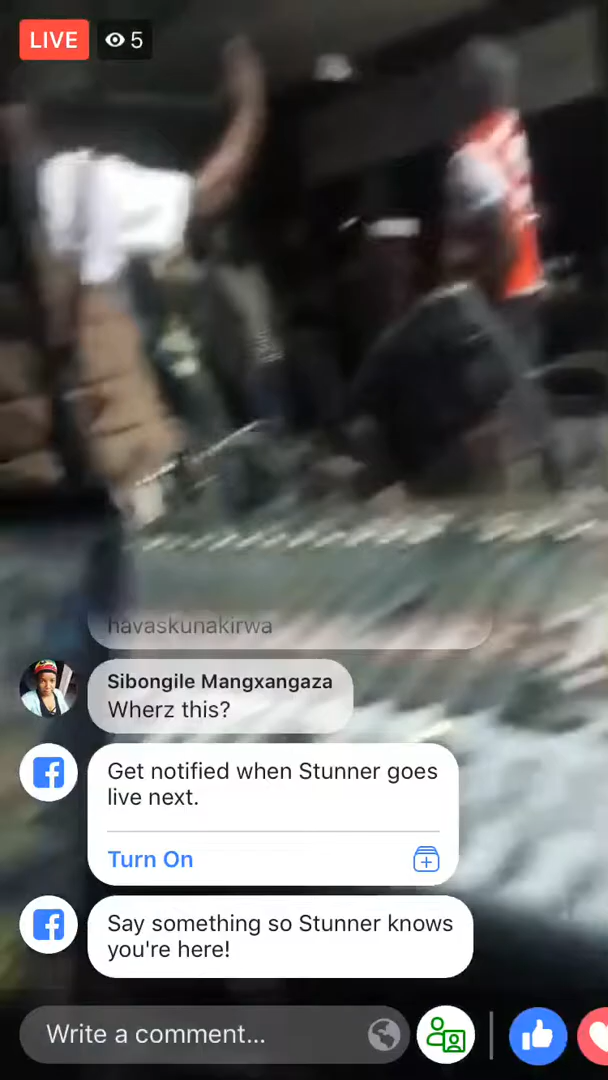 LIVE 5
havaskunakirwa
Sibongile Mangxangaza
Wherz this?
Get notified when Stunner goes
live next.
Turn On
Say something so Stunner knows
you're here!
Write a comment...